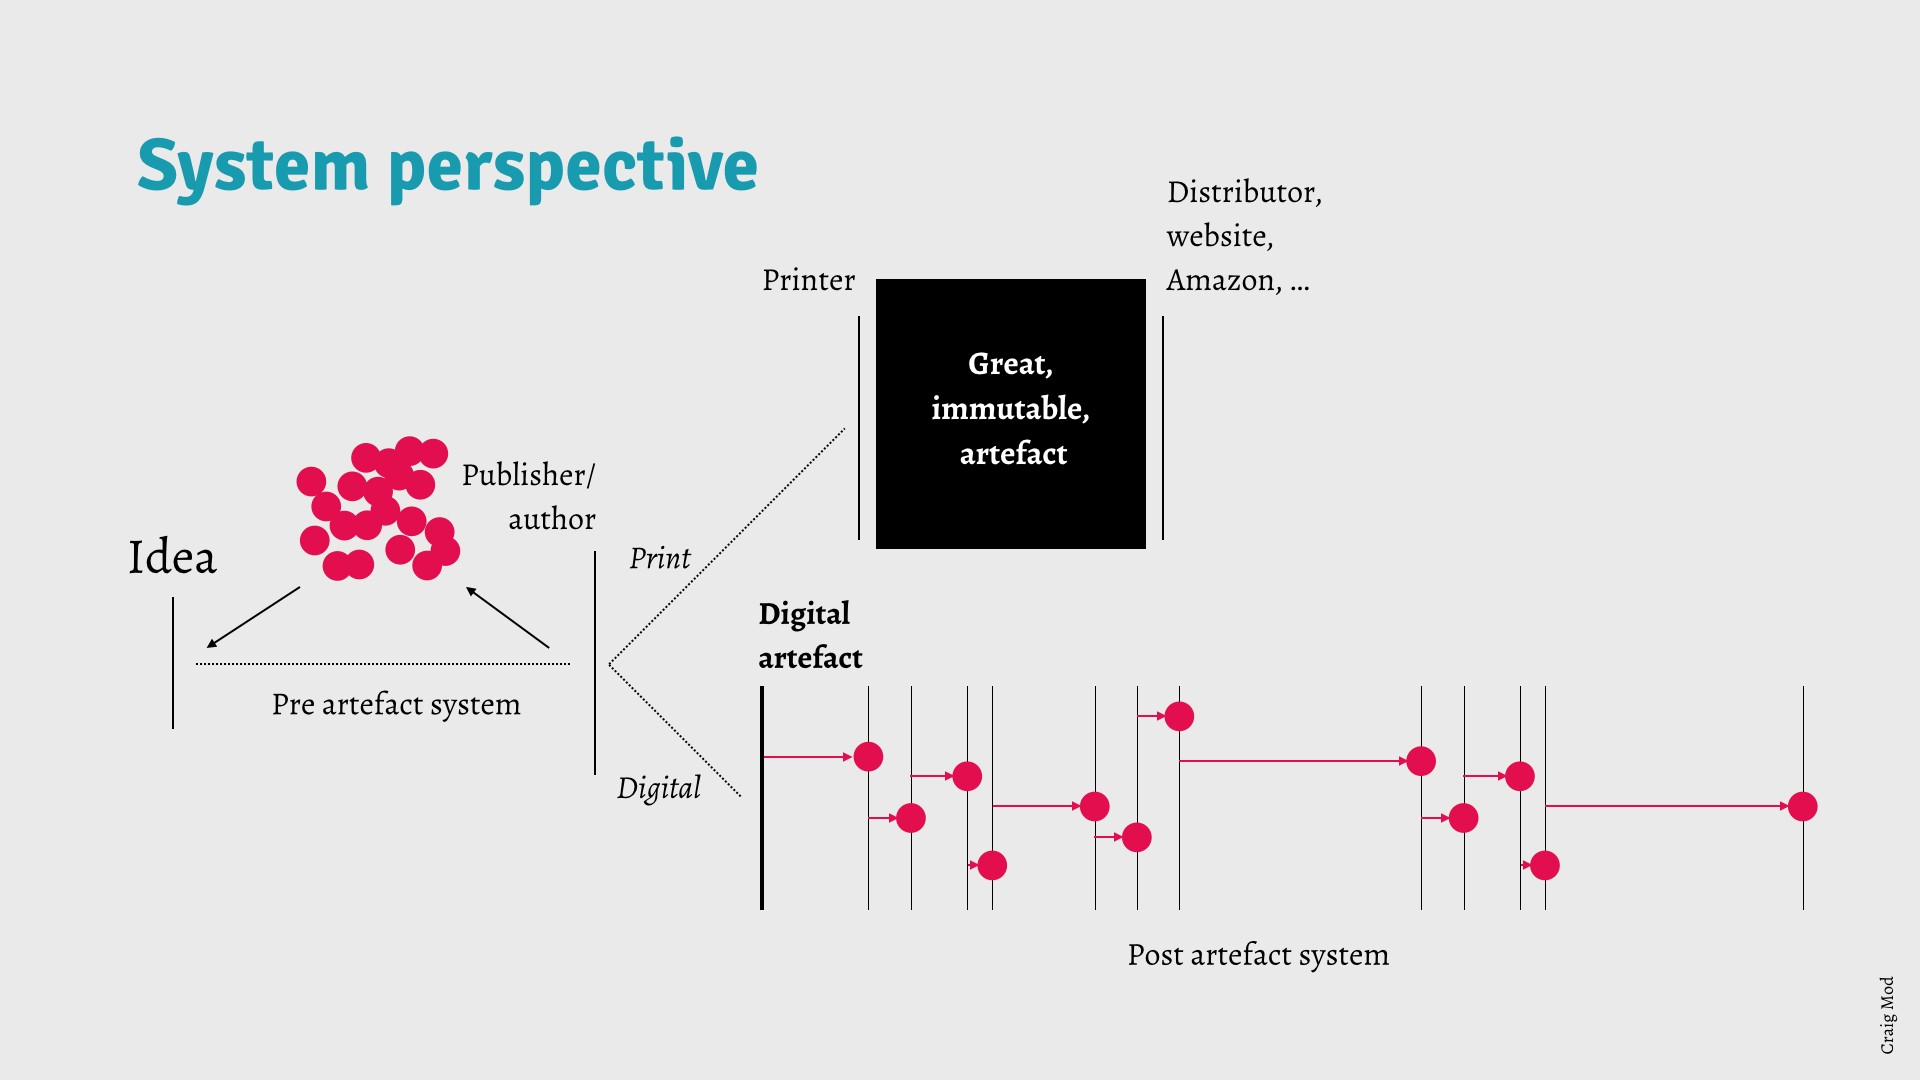 System perspective
Distributor,
website,
Amazon, ...
Printer
Great,
immutable,
artefact
Publisher/
author
Idea
Print
Digital
artefact
Pre artefact system
Digital
Post artefact system
Craig Mod